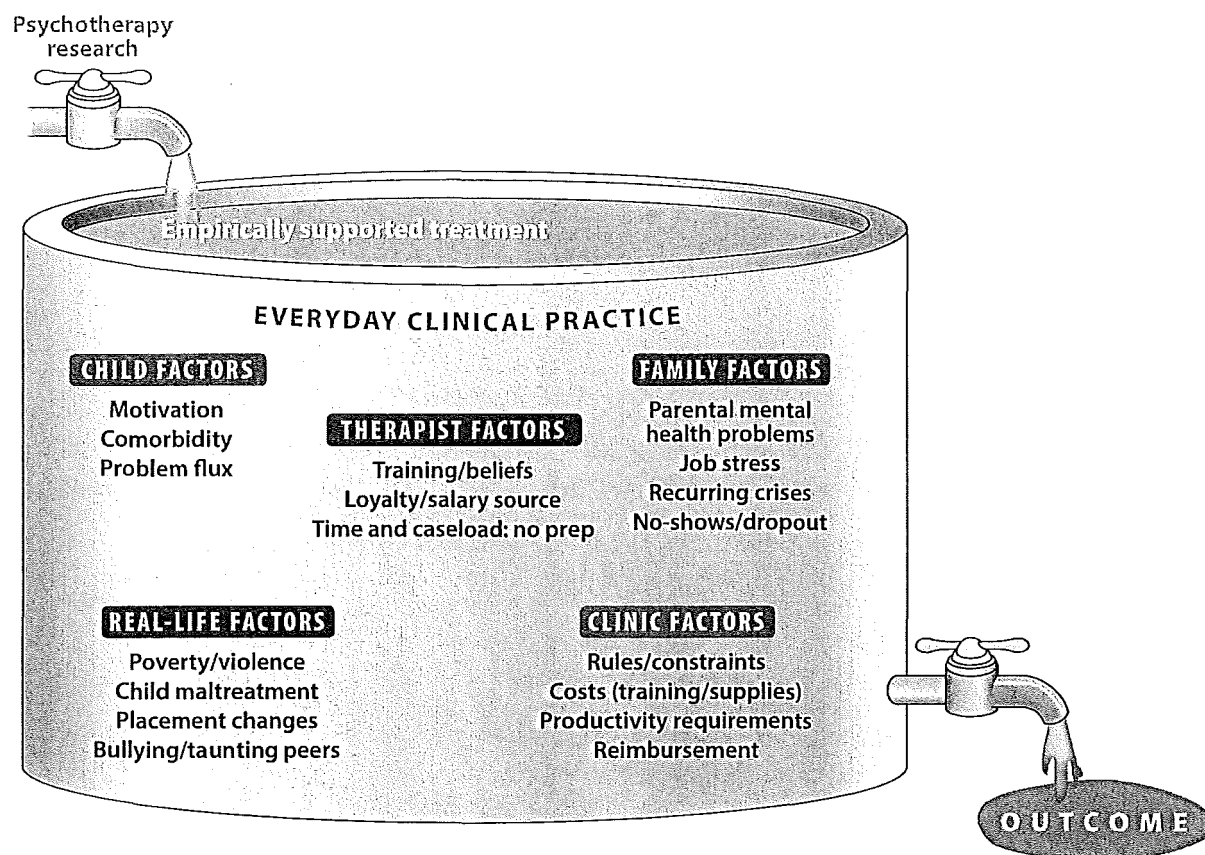 Psychotherapy
research
Empirically supported treatment
EVERYDAY CLINICAL PRACTICE
CHILD FACTORS
Motivation
Comorbidity
Problem flux
THERAPIST FACTORS
Training/beliefs
Loyalty/salary source
Time and caseload: no prep
FAMILY FACTORS
Parental mental
health problems
Job stress
Recurring crises
No-shows/dropout
REAL-LIFE FACTORS
Poverty/violence
Child maltreatment
Placement changes
Bullying/taunting peers
CLINIC FACTORS
Rules/constraints
Costs (training/supplies)
Productivity requirements
Reimbursement
OUTCOME